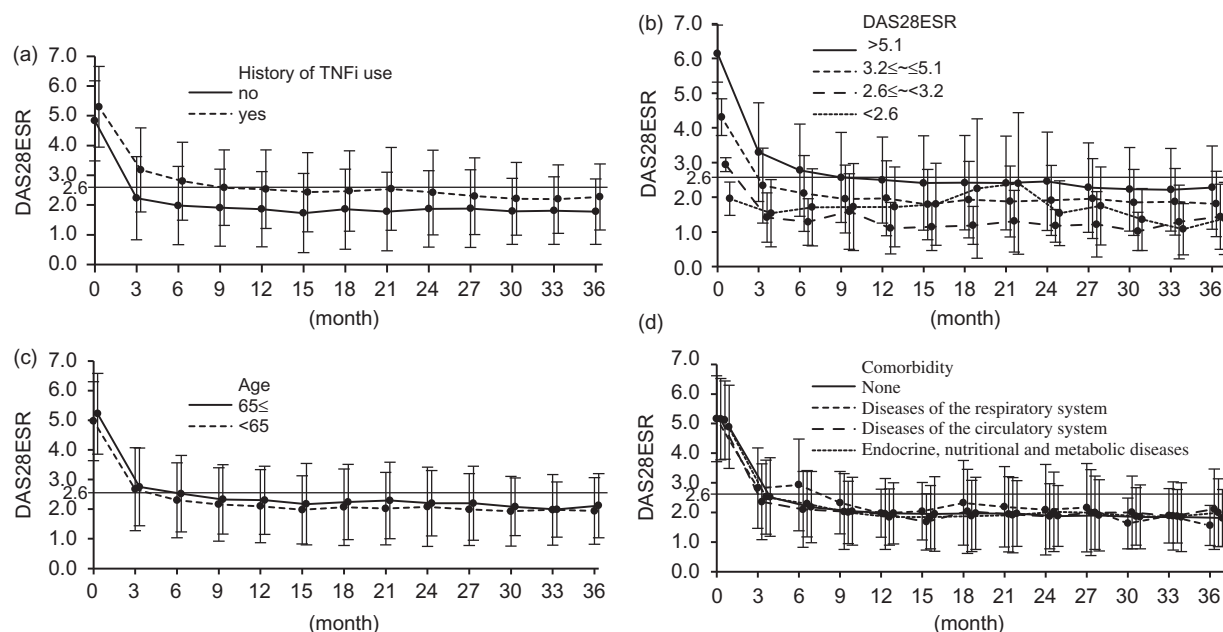 (a)
7.0
6.0
5.0
4.0
3.0
2.6
2.0
1.0
0.0
DAS28ESR
History of TNFi use
no
yes
0 3 6 9 12 15 18 21 24 27 30 33 36
(month)
(b)
7.0
6.0
5.0
4.0
3.0
2.6
2.0
1.0
0.0
DAS28ESR
DAS28ESR
>5.1
3.2≤~≤5.1
2.6≤~<3.2
<2.6
0 3 6 9 12 15 18 21 24 27 30 33 36
(month)
(c)
7.0
6.0
5.0
4.0
3.0
2.6
2.0
1.0
0.0
DAS28ESR
Age
65≤
<65
0 3 6 9 12 15 18 21 24 27 30 33 36
(month)
(d)
7.0
6.0
5.0
4.0
3.0
2.6
2.0
1.0
0.0
DAS28ESR
Comorbidity
None
Diseases of the respiratory system
Diseases of the circulatory system
Endocrine, nutritional and metabolic diseases
0 3 6 9 12 15 18 21 24 27 30 33 36
(month)